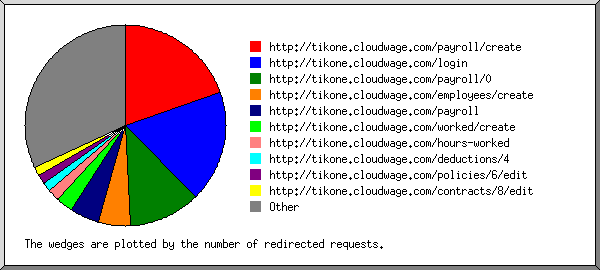 http://tikone.cloudwage.com/payroll/create
http://tikone.cloudwage.com/login
http://tikone.cloudwage.com/payroll/0
http://tikone.cloudwage.com/employees/create
http://tikone.cloudwage.com/payroll
http://tikone.cloudwage.com/worked/create
http://tikone.cloudwage.com/hours-worked
http://tikone.cloudwage.com/deductions/4
http://tikone.cloudwage.com/policies/6/edit
http://tikone.cloudwage.com/contracts/8/edit
Other
The wedges are plotted by the number of redirected requests.